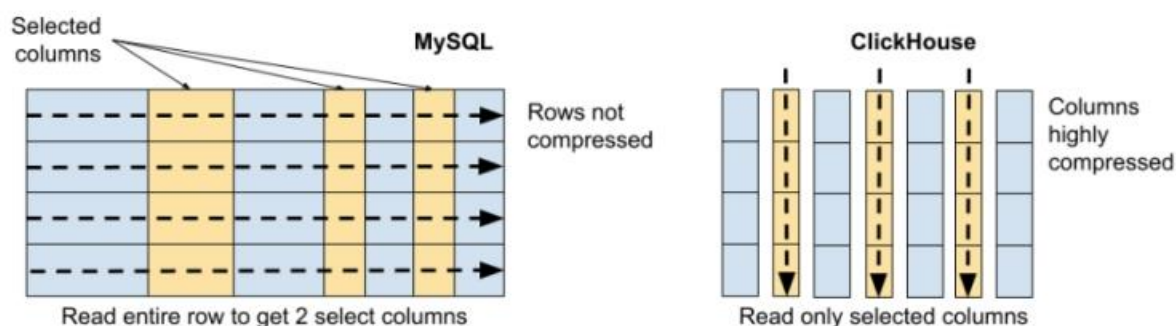 Selected
columns
MySQL
Rows not
compressed
Read entire row to get 2 select columns
ClickHouse
Columns
highly
compressed
Read only selected columns